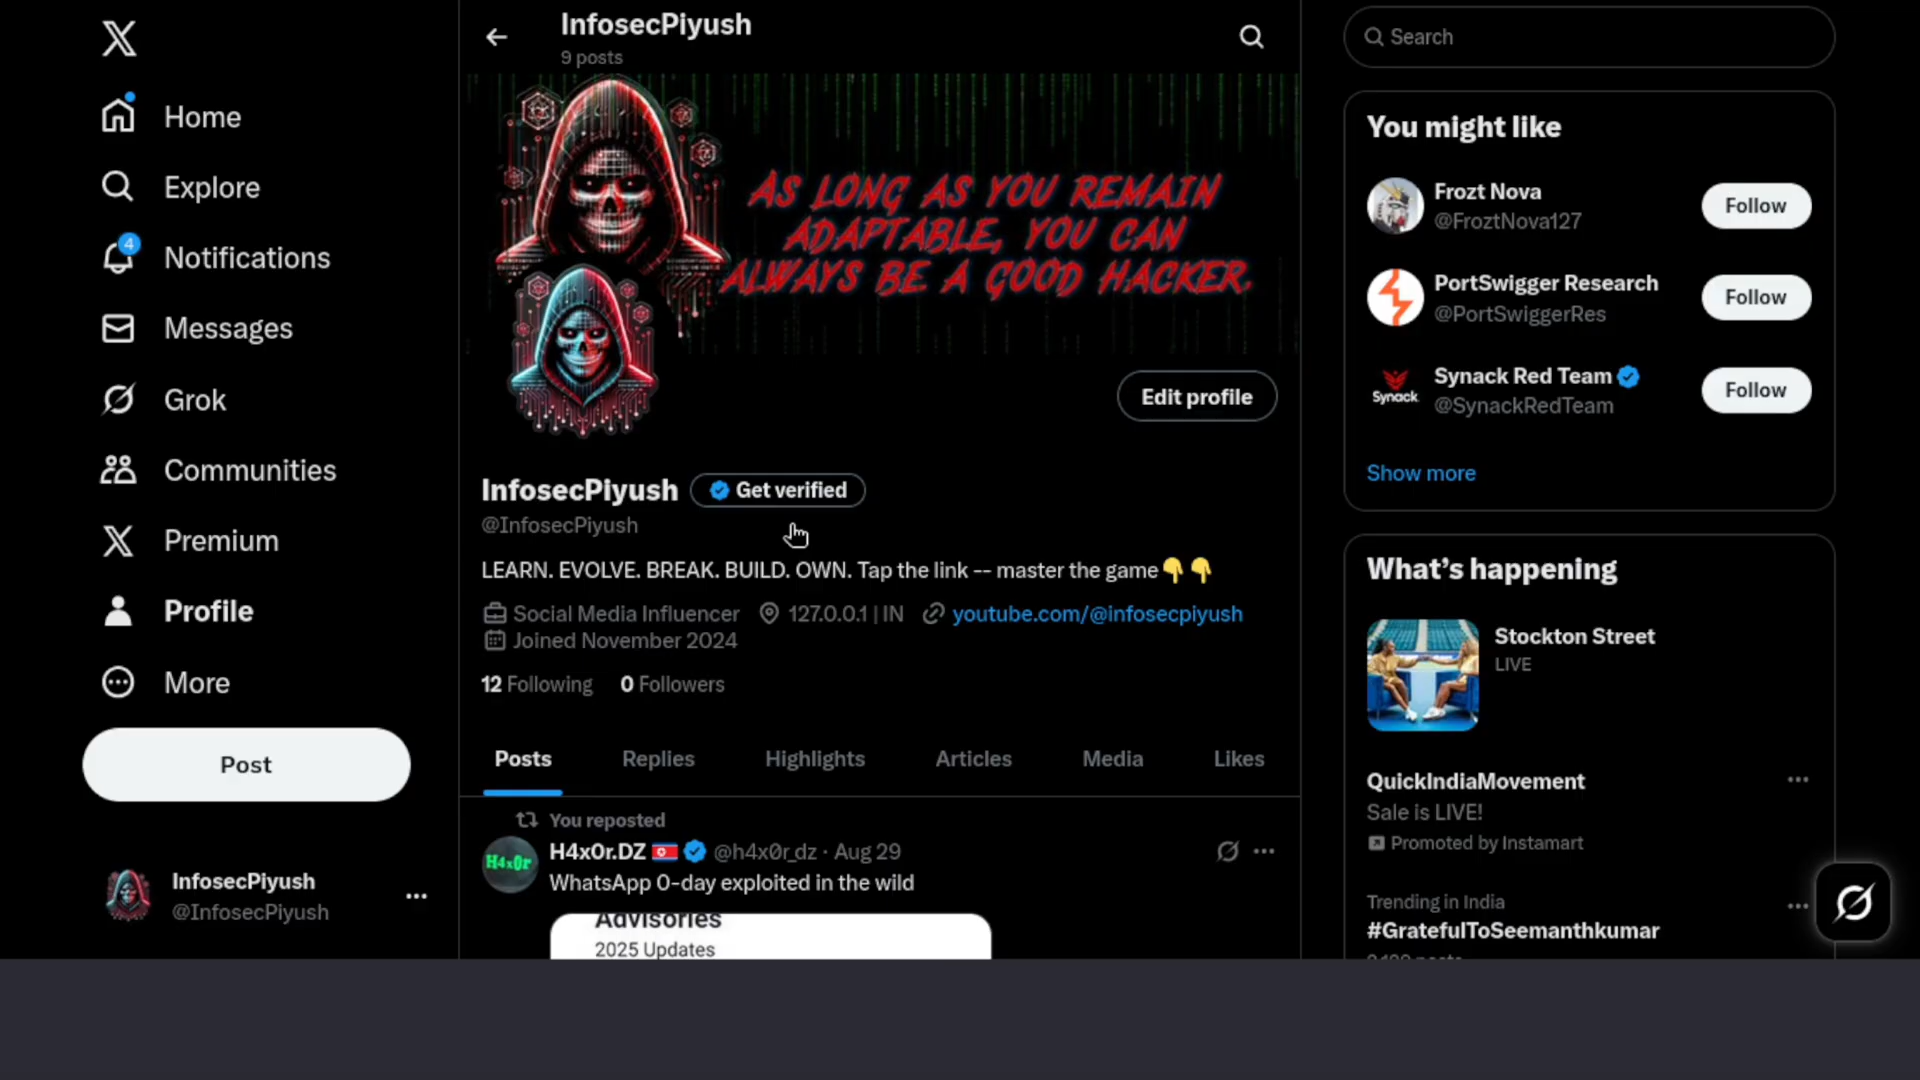 Home
Explore
4
Notifications
Messages
Grok
Communities
Premium
Profile
More
Post
InfosecPiyush
@InfosecPiyush
InfosecPiyush
9 posts
AS LONG AS YOU REMAIN
ADAPTABLE, YOU CAN
ALWAYS BE A GOOD HACKER.
Edit profile
InfosecPiyush Get verified
@InfosecPiyush
LEARN. EVOLVE. BREAK. BUILD. OWN. Tap the link -- master the game👇👇
Social Media Influencer 127.0.0.1 | IN youtube.com/@infosecpiyush
Joined November 2024
12 Following 0 Followers
Posts Replies Highlights Articles Media Likes
You reposted
H4x0r
H4x0r.DZ 🇰🇵 @h4x0r_dz · Aug 29
WhatsApp 0-day exploited in the wild
Advisories
2025 Updates
Search
You might like
Frozt Nova
@FroztNova127
Follow
PortSwigger Research
@PortSwiggerRes
Follow
Synack
Synack Red Team
@SynackRedTeam
Follow
Show more
What's happening
Stockton Street
LIVE
QuickIndiaMovement
Sale is LIVE!
Promoted by Instamart
Trending in India
#GratefulToSeemanthkumar